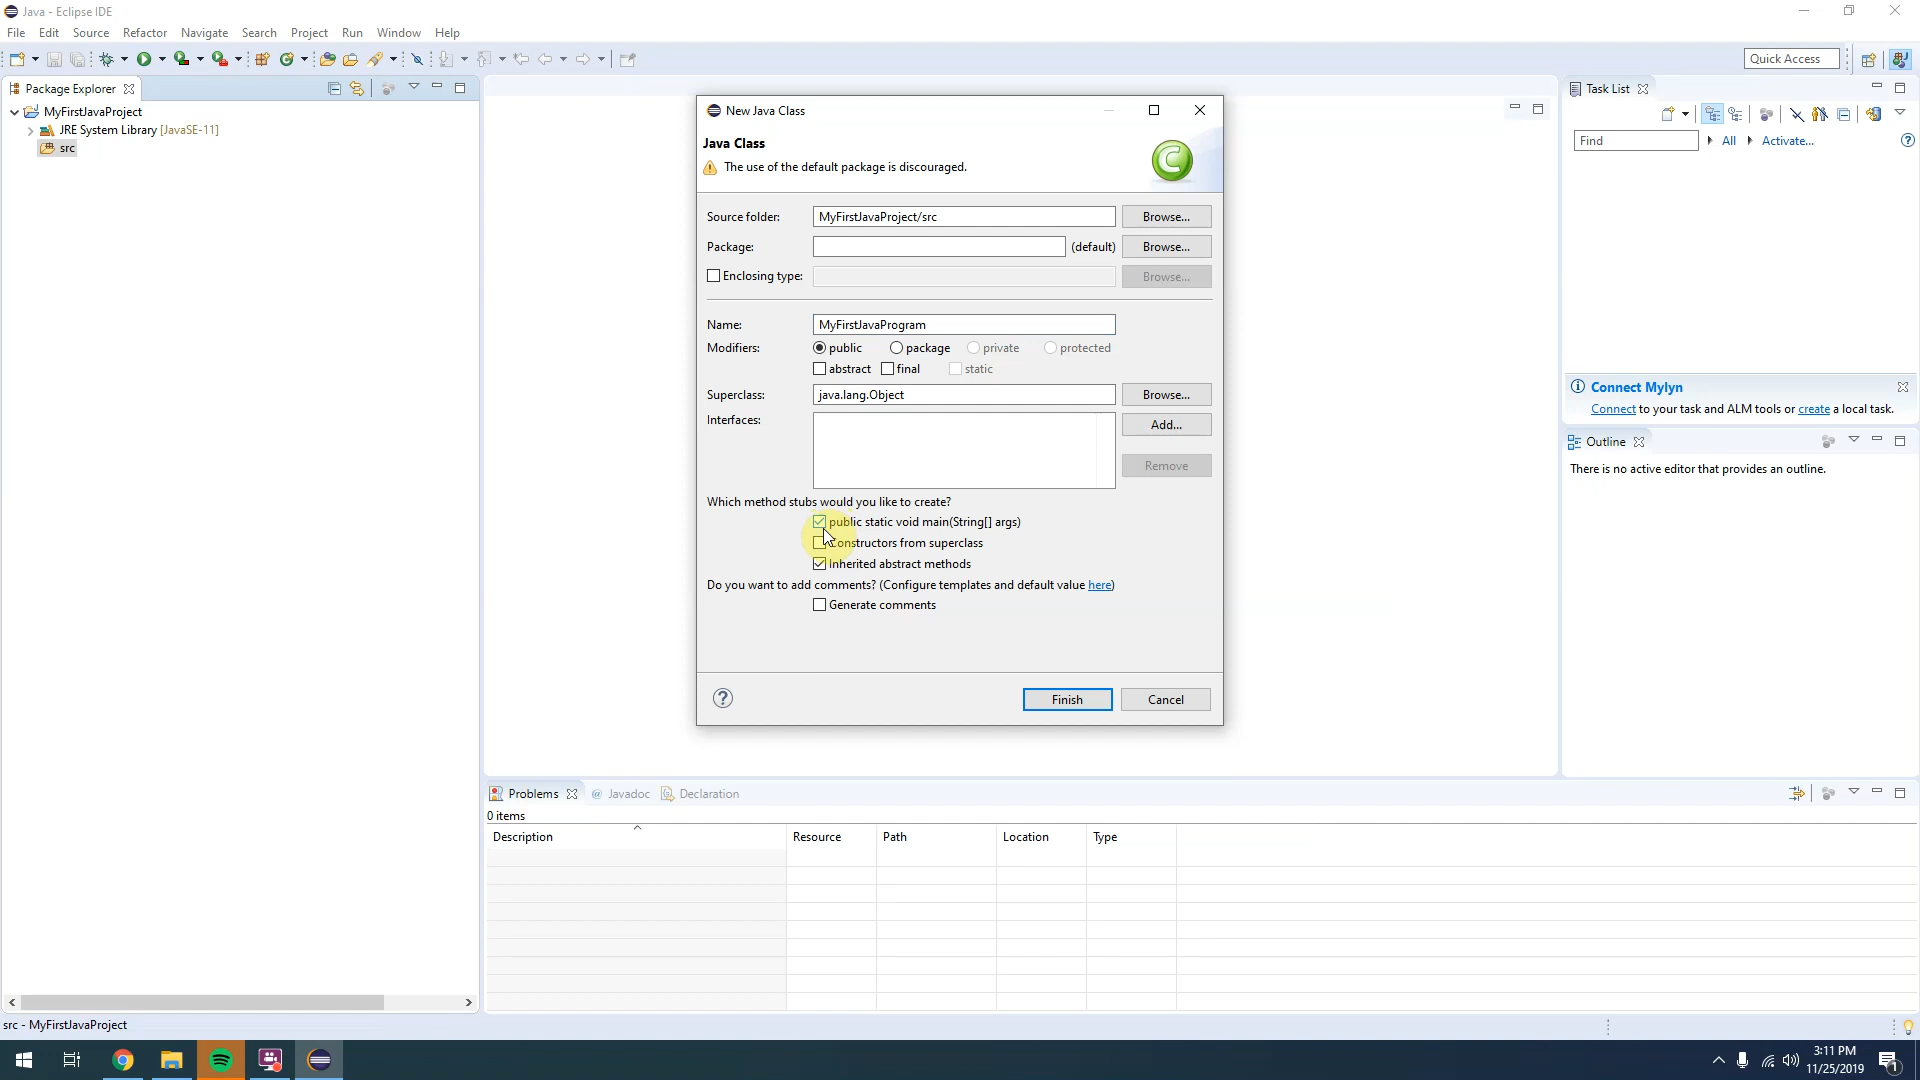 Java - Eclipse IDE
File Edit Source Refactor Navigate Search Project Run Window Help
Quick Access
Package Explorer
MyFirstJavaProject
JRE System Library [JavaSE-11]
src
New Java Class
Java Class
The use of the default package is discouraged.
Source folder: MyFirstJavaProject/src Browse...
Package: (default) Browse...
Enclosing type: Browse...
Name: MyFirstJavaProgram
Modifiers: public package private protected
abstract final static
Superclass: java.lang.Object Browse...
Interfaces: Add...
Remove
Which method stubs would you like to create?
public static void main(String[] args)
Constructors from superclass
Inherited abstract methods
Do you want to add comments? (Configure templates and default value here)
Generate comments
Finish Cancel
Task List
Find All Activate...
Connect Mylyn
Connect to your task and ALM tools or create a local task.
Outline
There is no active editor that provides an outline.
Problems Javadoc Declaration
0 items
Description Resource Path Location Type
src - MyFirstJavaProject
3:11 PM
11/25/2019
1